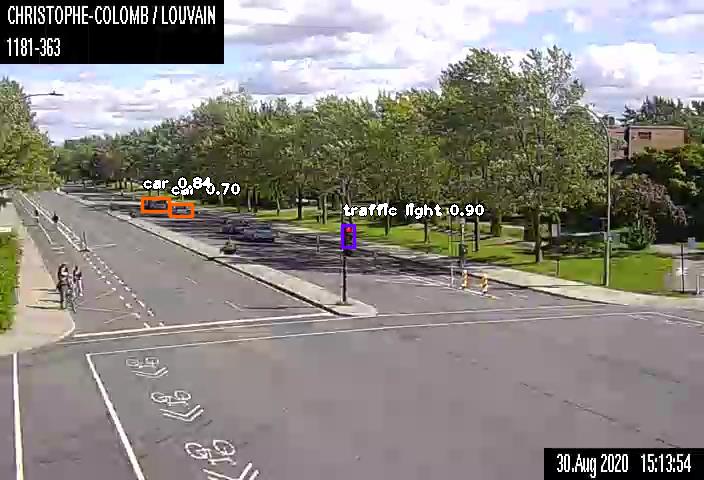 CHRISTOPHE-COLOMB / LOUVAIN
1181-363
car 0.84
car 0.70
traffic light 0.90
30.Aug 2020 15:13:54